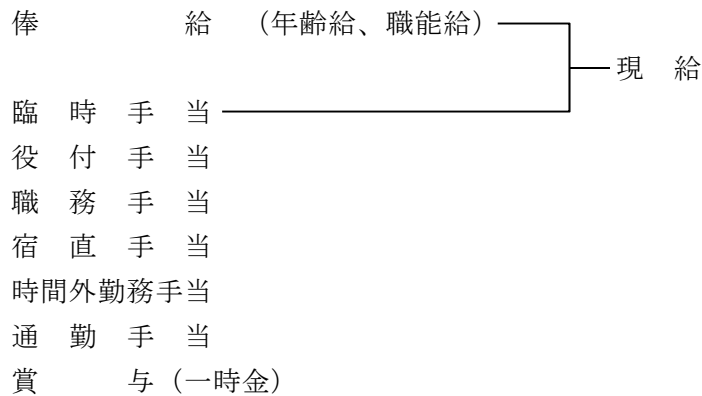 俸給（年齢給、職能給）
現給
臨時手当
役付手当
職務手当
宿直手当
時間外勤務手当
通勤手当
賞与（一時金）